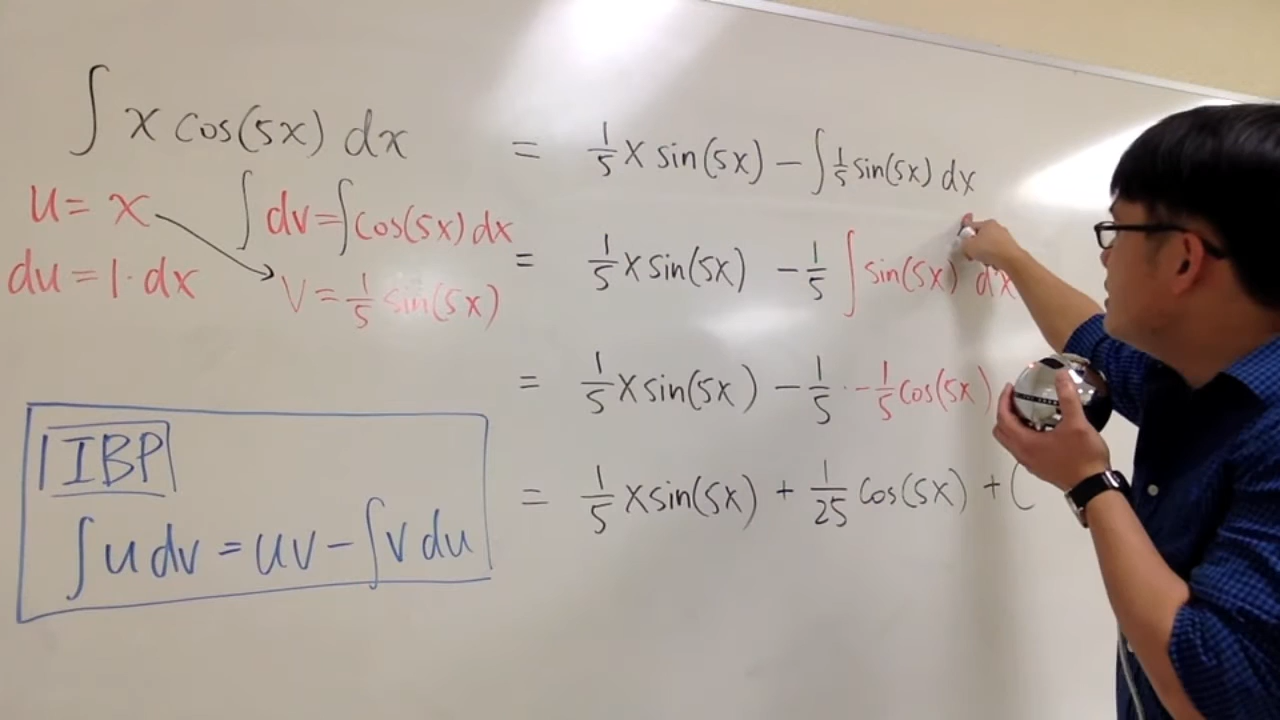 ∫ x cos(5x) dx = 1/5 x sin(5x) − ∫ 1/5 sin(5x) dx
u = x ∫ dv = ∫ cos(5x) dx
du = 1 · dx v = 1/5 sin(5x)
= 1/5 x sin(5x) − 1/5 ∫ sin(5x) dx
= 1/5 x sin(5x) − 1/5 · − 1/5 cos(5x)
= 1/5 x sin(5x) + 1/25 cos(5x) + C
IBP
∫ u dv = uv − ∫ v du